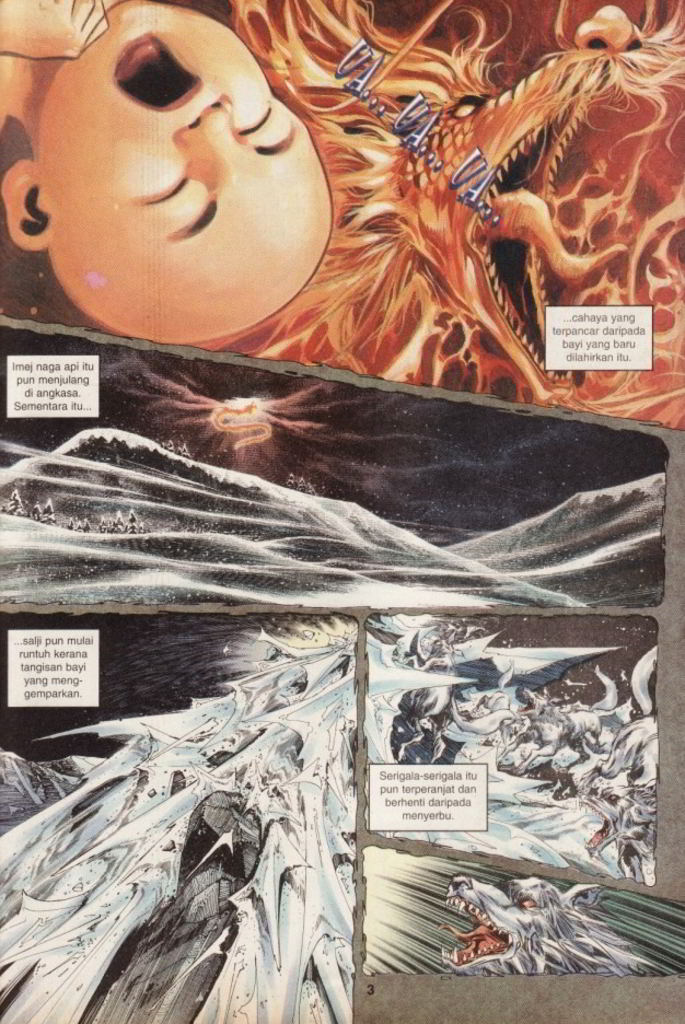 UA... UA... UA...
...cahaya yang
terpancar daripada
bayi yang baru
dilahirkan itu.
Imej naga api itu
pun menjulang
di angkasa.
Sementara itu...
...salji pun mulai
runtuh kerana
tangisan bayi
yang meng-
gemparkan.
Serigala-serigala itu
pun terperanjat dan
berhenti daripada
menyerbu.
3